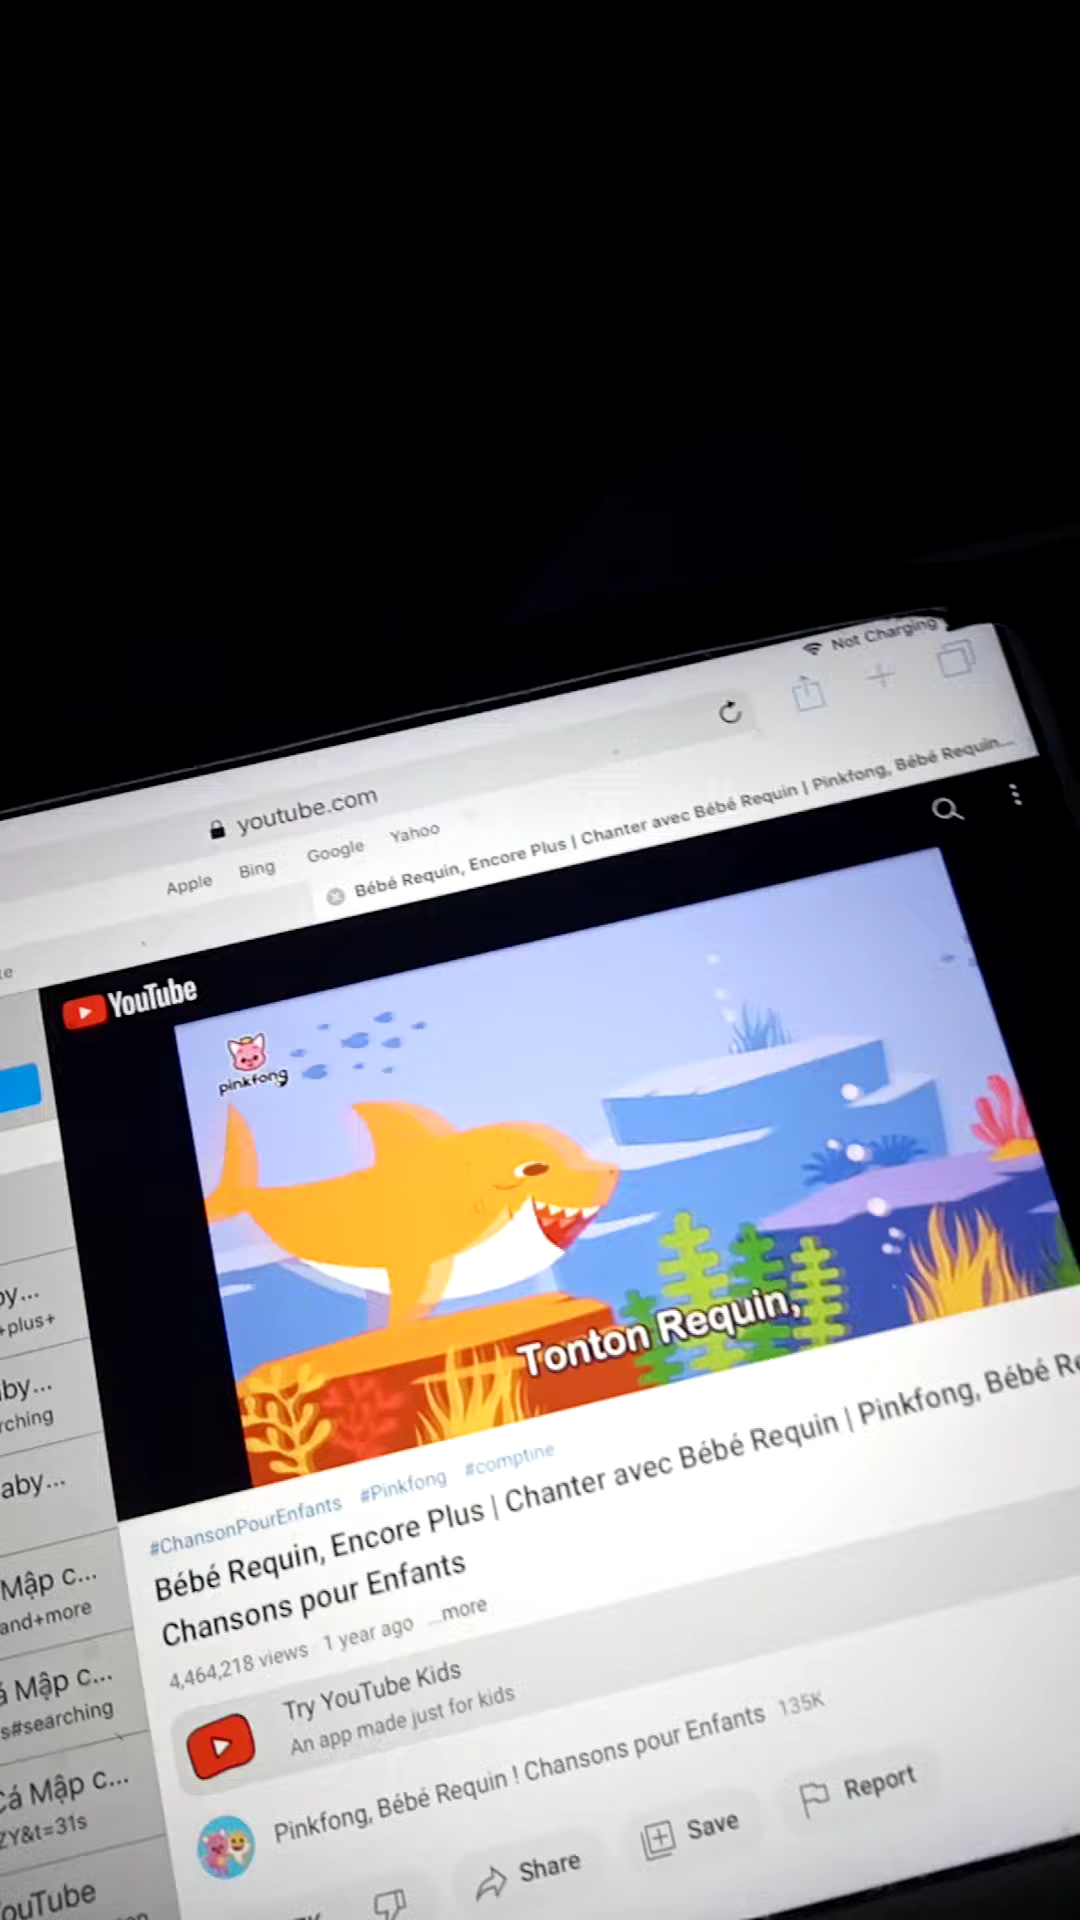 Not Charging
youtube.com
Apple Bing Google Yahoo
Bébé Requin, Encore Plus | Chanter avec Bébé Requin | Pinkfong, Bébé Requin...
YouTube
pinkfong
Tonton Requin,
#ChansonPourEnfants #Pinkfong #comptine
Bébé Requin, Encore Plus | Chanter avec Bébé Requin | Pinkfong, Bébé
Chansons pour Enfants
4,464,218 views 1 year ago ...more
Try YouTube Kids
An app made just for kids
Pinkfong, Bébé Requin ! Chansons pour Enfants 135K
Share Save Report
+plus+
Mập c...
and+more
Mập c...
s#searching
Cá Mập c...
ZY&t=31s
ouTube